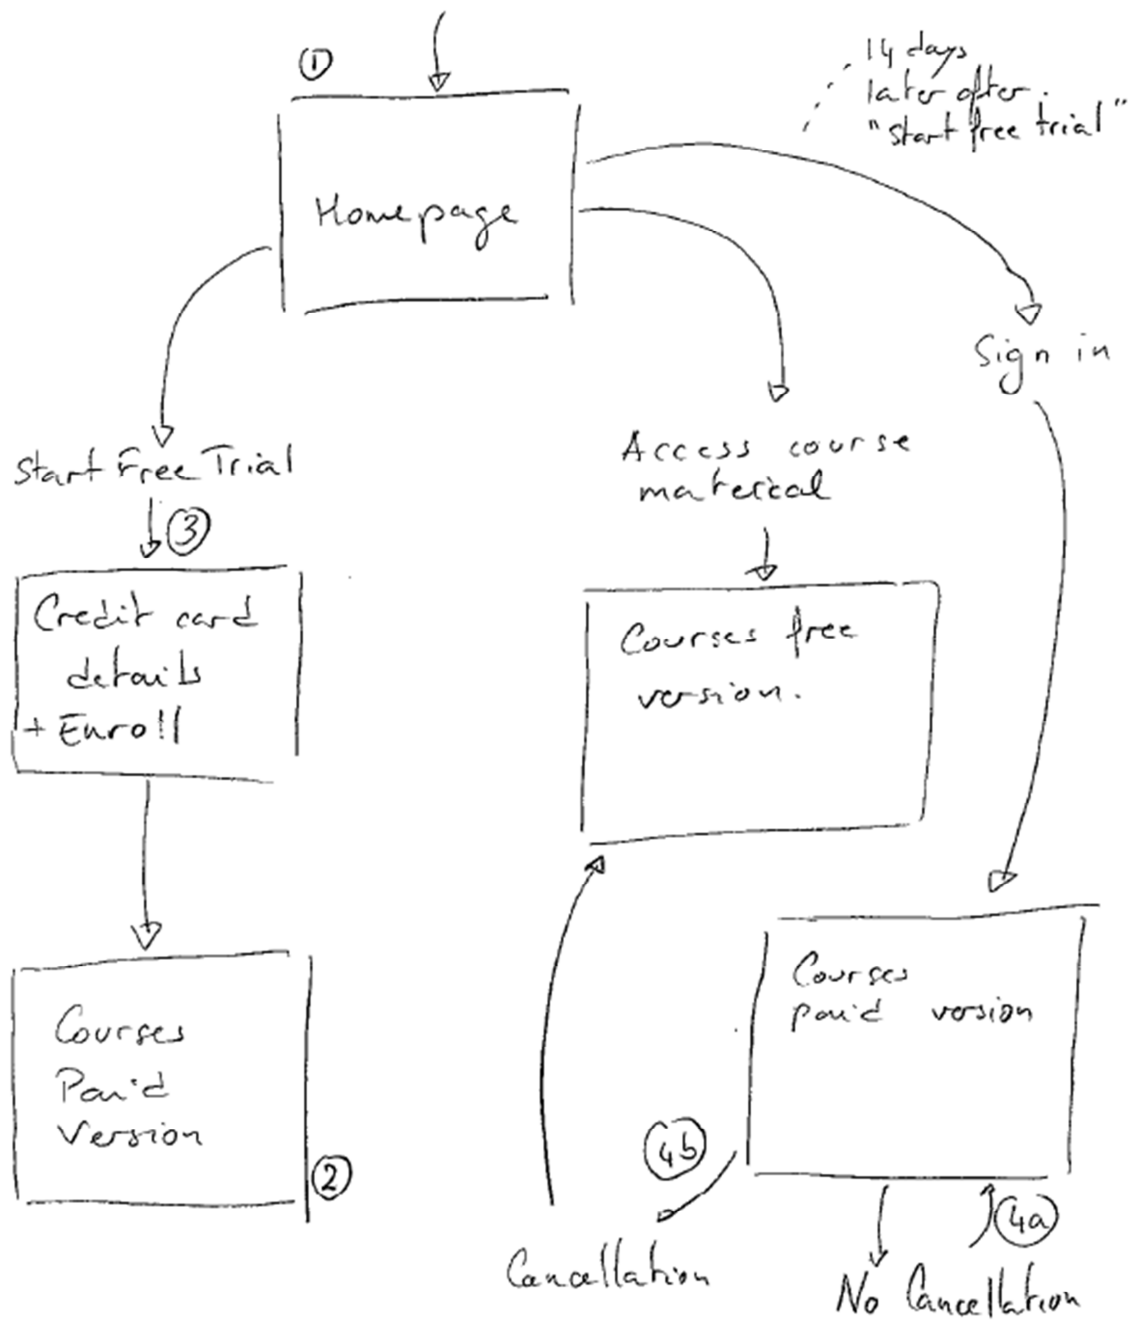 1
14 days
later after
"start free trial"
Homepage
Sign in
Start Free Trial
Access course
material
3
Credit card
details
+ Enroll
Courses free
version.
Courses
paid version
Courses
Paid
Version
2
4b
4a
Cancellation
No Cancellation